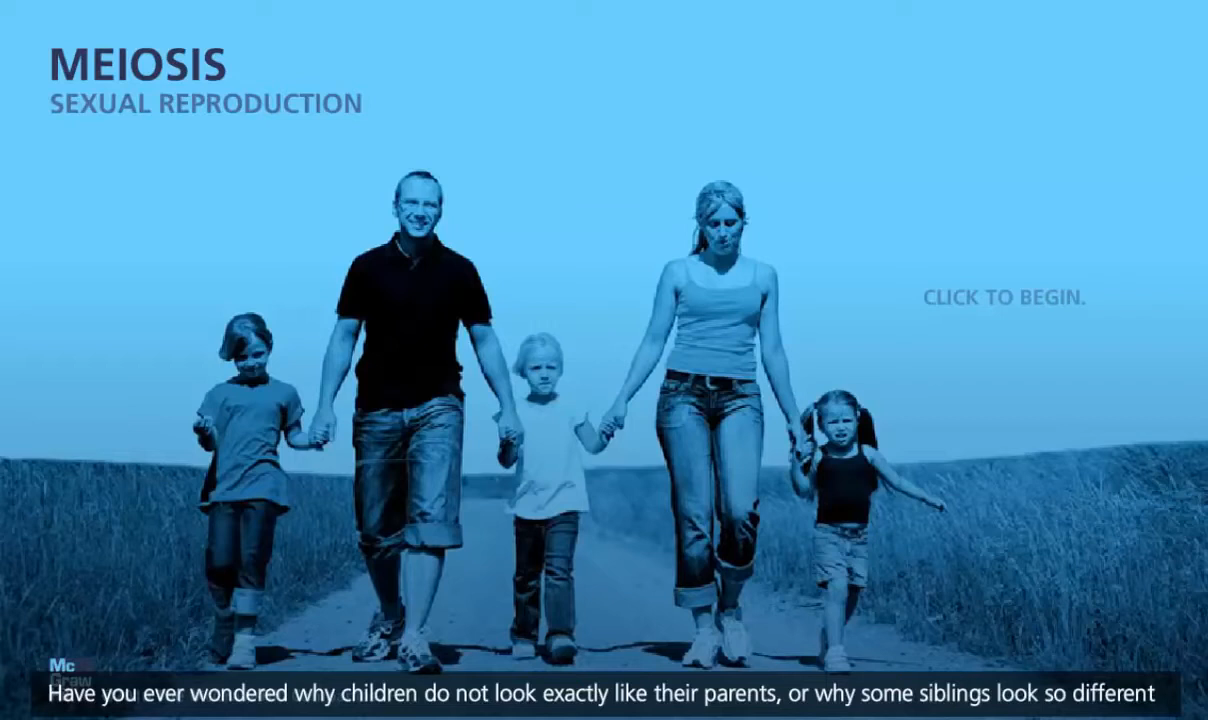 MEIOSIS
SEXUAL REPRODUCTION
CLICK TO BEGIN.
Mc
Graw
Have you ever wondered why children do not look exactly like their parents, or why some siblings look so different